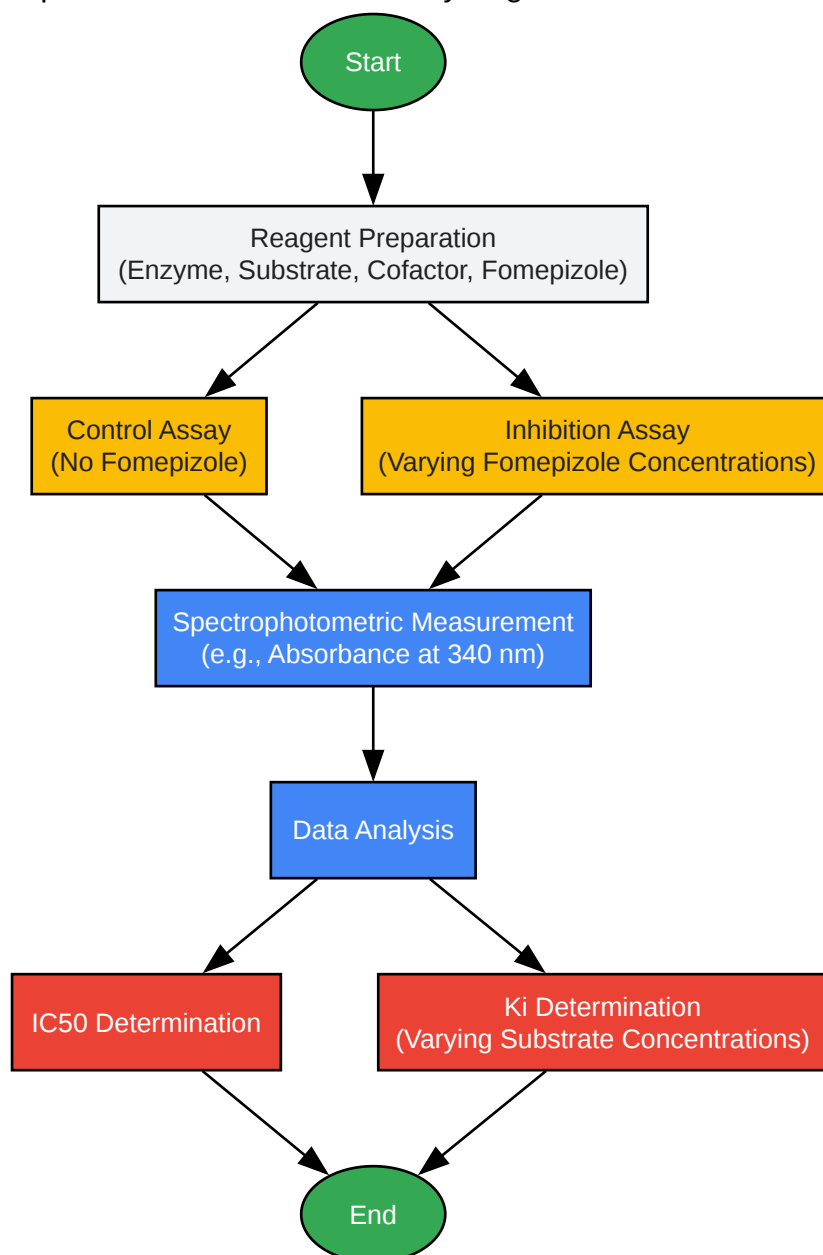 Start
Reagent Preparation
(Enzyme, Substrate, Cofactor, Fomepizole)
Control Assay
(No Fomepizole)
Inhibition Assay
(Varying Fomepizole Concentrations)
Spectrophotometric Measurement
(e.g., Absorbance at 340 nm)
Data Analysis
IC50 Determination
Ki Determination
(Varying Substrate Concentrations)
End